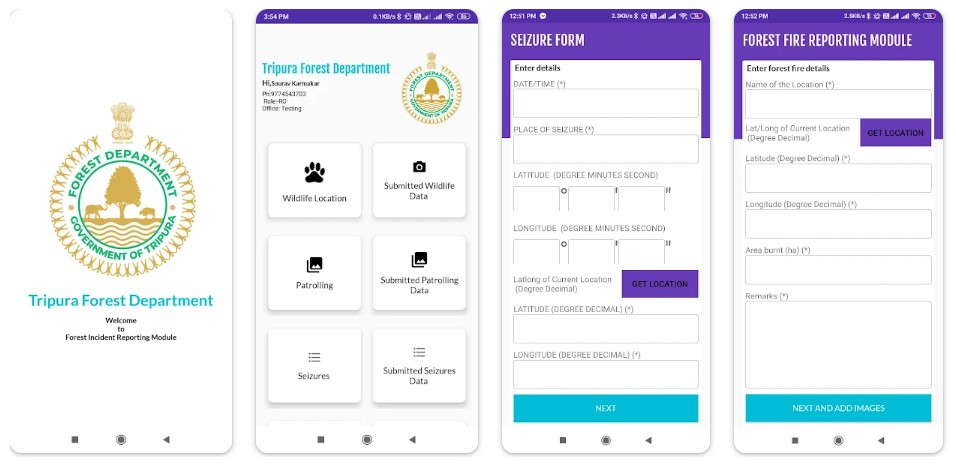 FOREST DEPARTMENT
GOVERNMENT OF TRIPURA
Tripura Forest Department
Welcome
to
Forest Incident Reporting Module
3:54 PM
0.1KB/s
Tripura Forest Department
Hi,Sourav Karmakar
Ph:9774543703
Role:-RO
Office: Testing
FOREST DEPARTMENT
GOVERNMENT OF TRIPURA
Wildlife Location
Submitted Wildlife
Data
Patrolling
Submitted Patrolling
Data
Seizures
Submitted Seizures
Data
12:51 PM
2.3KB/s
SEIZURE FORM
Enter details
DATE/TIME (*)
PLACE OF SEIZURE (*)
LATITUDE (DEGREE MINUTES SECOND)
LONGITUDE (DEGREE MINUTES SECOND)
Latlong of Current Location
(Degree Decimal)
GET LOCATION
LATITUDE (DEGREE DECIMAL) (*)
LONGITUDE (DEGREE DECIMAL) (*)
NEXT
12:52 PM
2.5KB/s
FOREST FIRE REPORTING MODULE
Enter forest fire details
Name of the Location (*)
Lat/Long of Current Location
(Degree Decimal)
GET LOCATION
Latitude (Degree Decimal) (*)
Longitude (Degree Decimal) (*)
Area burnt (ha) (*)
Remarks (*)
NEXT AND ADD IMAGES